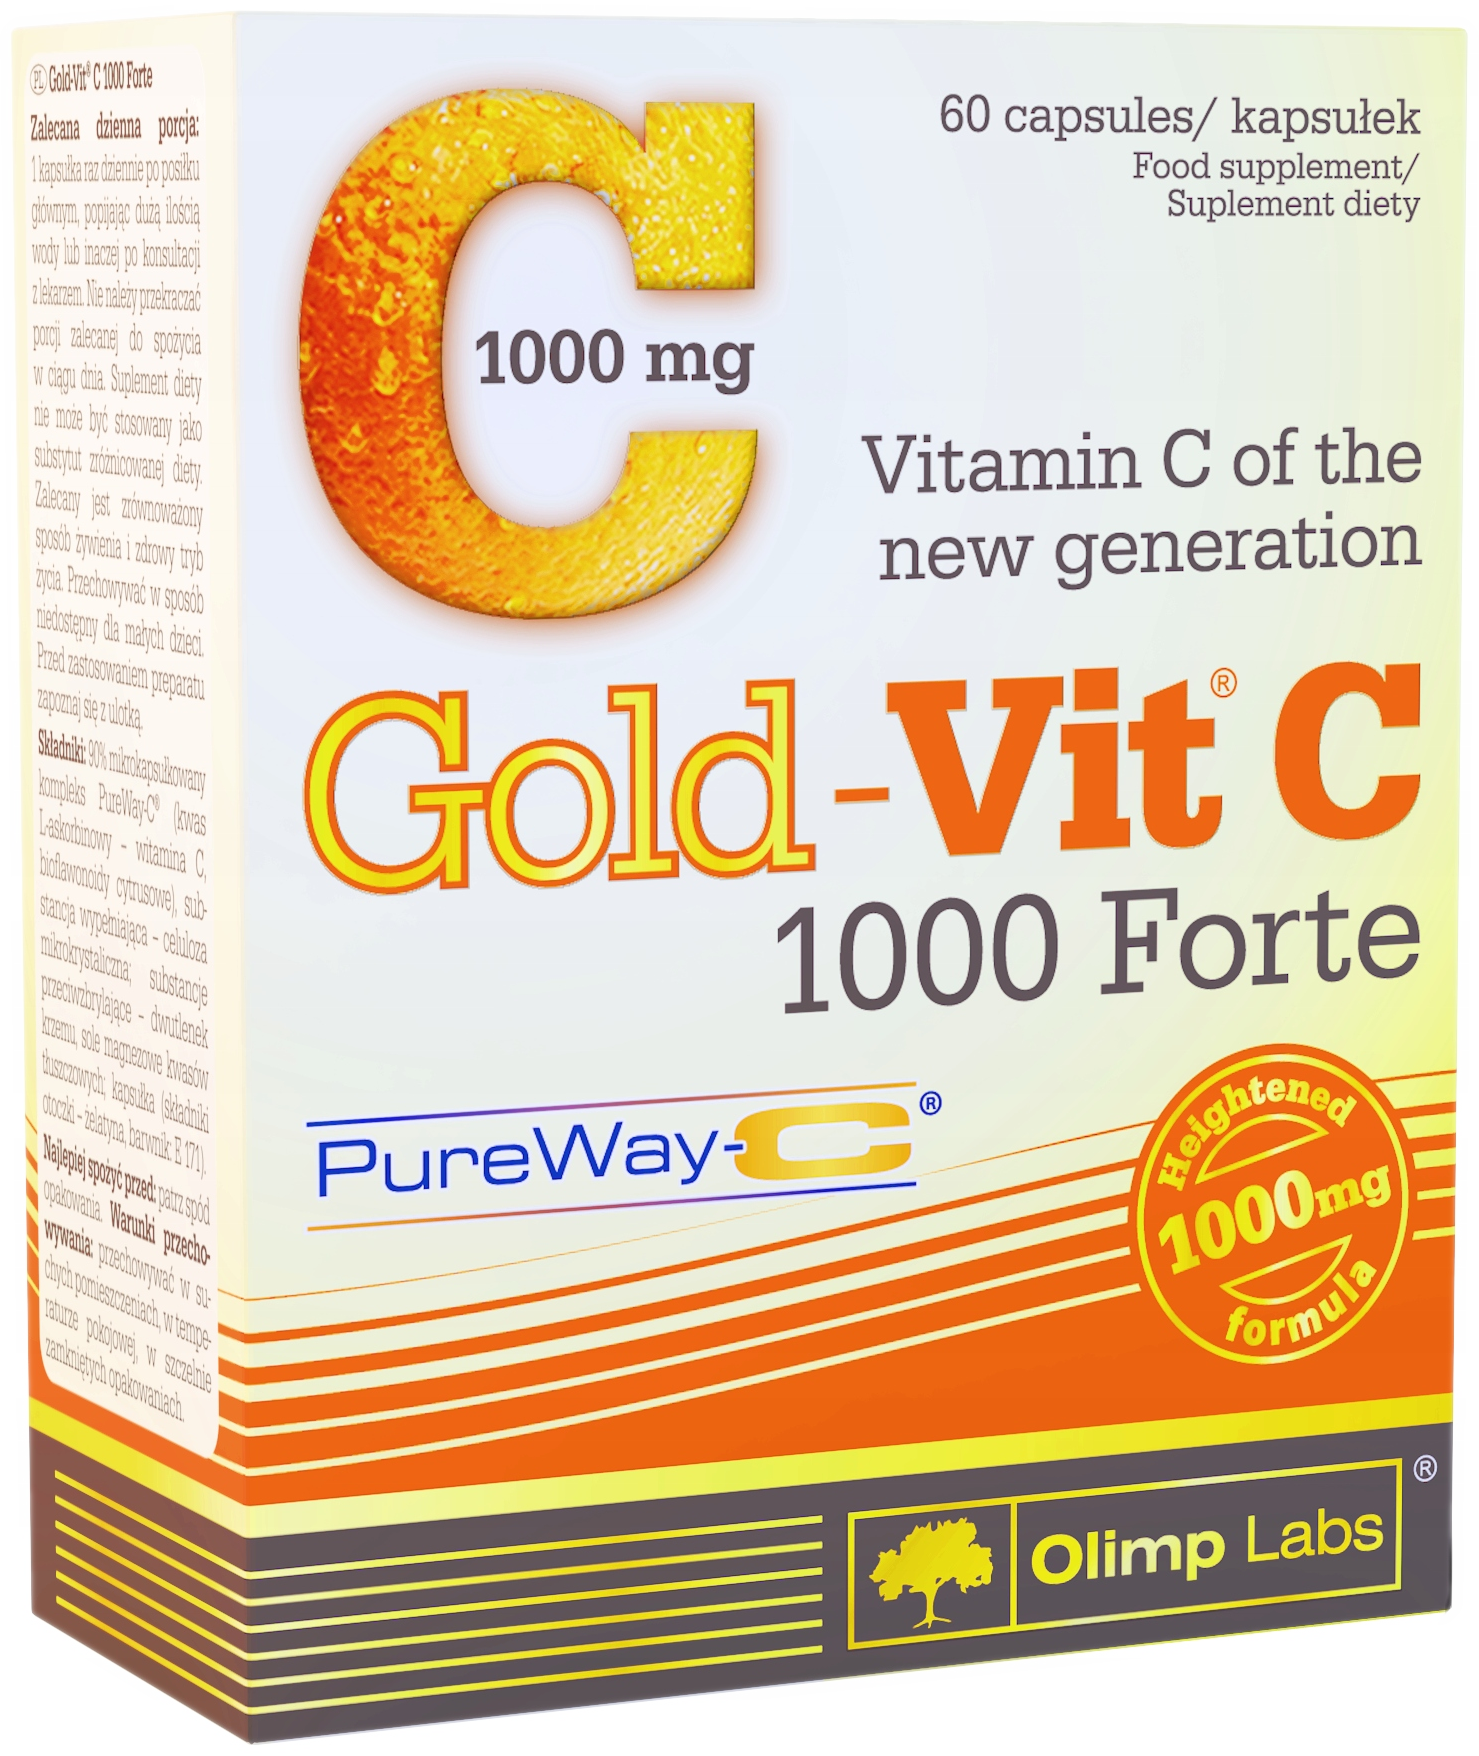 PL Gold-Vit® C 1000 Forte
Zalecana dzienna porcja:
1 kapsułka raz dziennie po posiłku
głównym, popijając dużą ilością
wody lub inaczej po konsultacji
z lekarzem. Nie należy przekraczać
porcji zalecanej do spożycia
w ciągu dnia. Suplement diety
nie może być stosowany jako
substytut zróżnicowanej diety.
Zalecany jest zrównoważony
sposób żywienia i zdrowy tryb
życia. Przechowywać w sposób
niedostępny dla małych dzieci.
Przed zastosowaniem preparatu
zapoznaj się z ulotką.
Składniki: 90% mikrokapsułkowany
kompleks PureWay-C® (kwas
L-askorbinowy – witamina C,
bioflawonoidy cytrusowe), sub-
stancja wypełniająca – celuloza
mikrokrystaliczna; substancje
przeciwzbrylające – dwutlenek
krzemu, sole magnezowe kwasów
tłuszczowych; kapsułka (składniki
otoczki – żelatyna, barwnik: E 171).
Najlepiej spożyć przed: patrz spód
opakowania. Warunki przecho-
wywania: przechowywać w su-
chych pomieszczeniach, w tempe-
raturze pokojowej, w szczelnie
zamkniętych opakowaniach.
C
1000 mg
60 capsules/ kapsułek
Food supplement/
Suplement diety
Vitamin C of the
new generation
Gold-Vit® C
1000 Forte
PureWay-C®
Heightened
1000mg
formula
Olimp Labs®